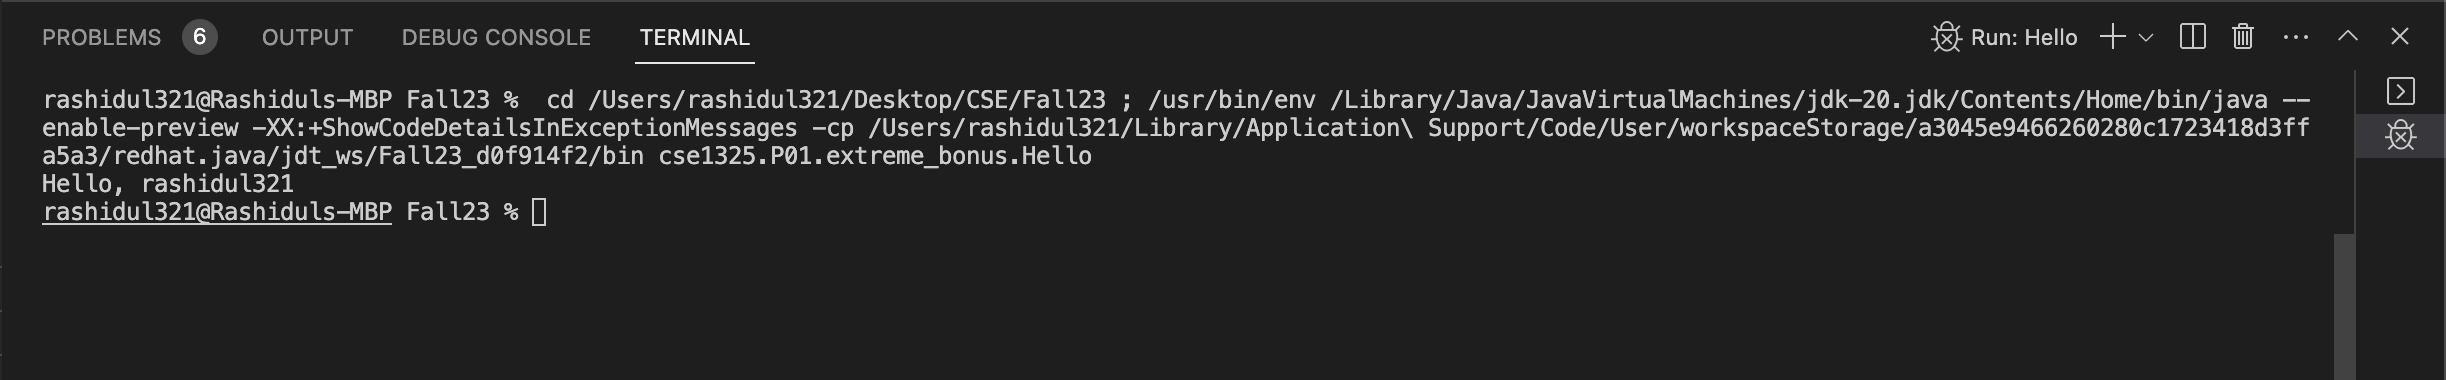 PROBLEMS 6 OUTPUT DEBUG CONSOLE TERMINAL Run: Hello
rashidul321@Rashiduls-MBP Fall23 %  cd /Users/rashidul321/Desktop/CSE/Fall23 ; /usr/bin/env /Library/Java/JavaVirtualMachines/jdk-20.jdk/Contents/Home/bin/java --
enable-preview -XX:+ShowCodeDetailsInExceptionMessages -cp /Users/rashidul321/Library/Application\ Support/Code/User/workspaceStorage/a3045e9466260280c1723418d3ff
a5a3/redhat.java/jdt_ws/Fall23_d0f914f2/bin cse1325.P01.extreme_bonus.Hello
Hello, rashidul321
rashidul321@Rashiduls-MBP Fall23 %